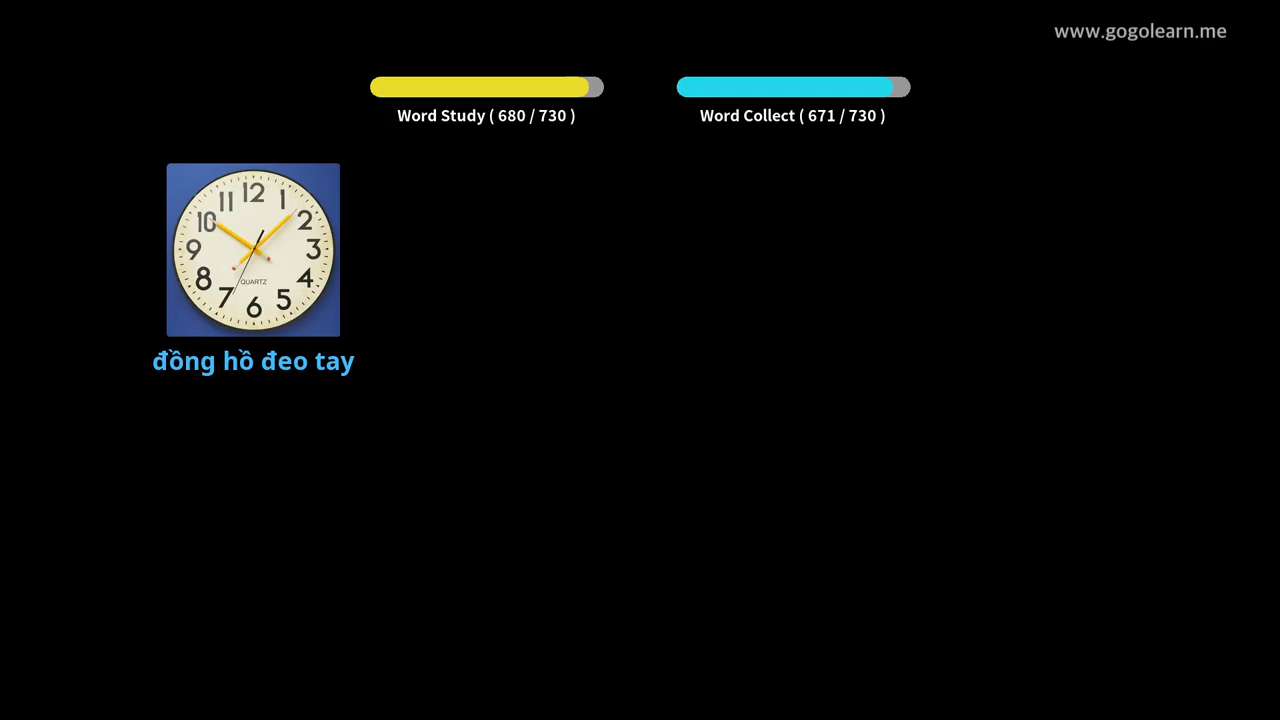 www.gogolearn.me
Word Study ( 680 / 730 )
Word Collect ( 671 / 730 )
12
11
1
10
2
9
3
8
4
QUARTZ
7
5
6
đồng hồ đeo tay